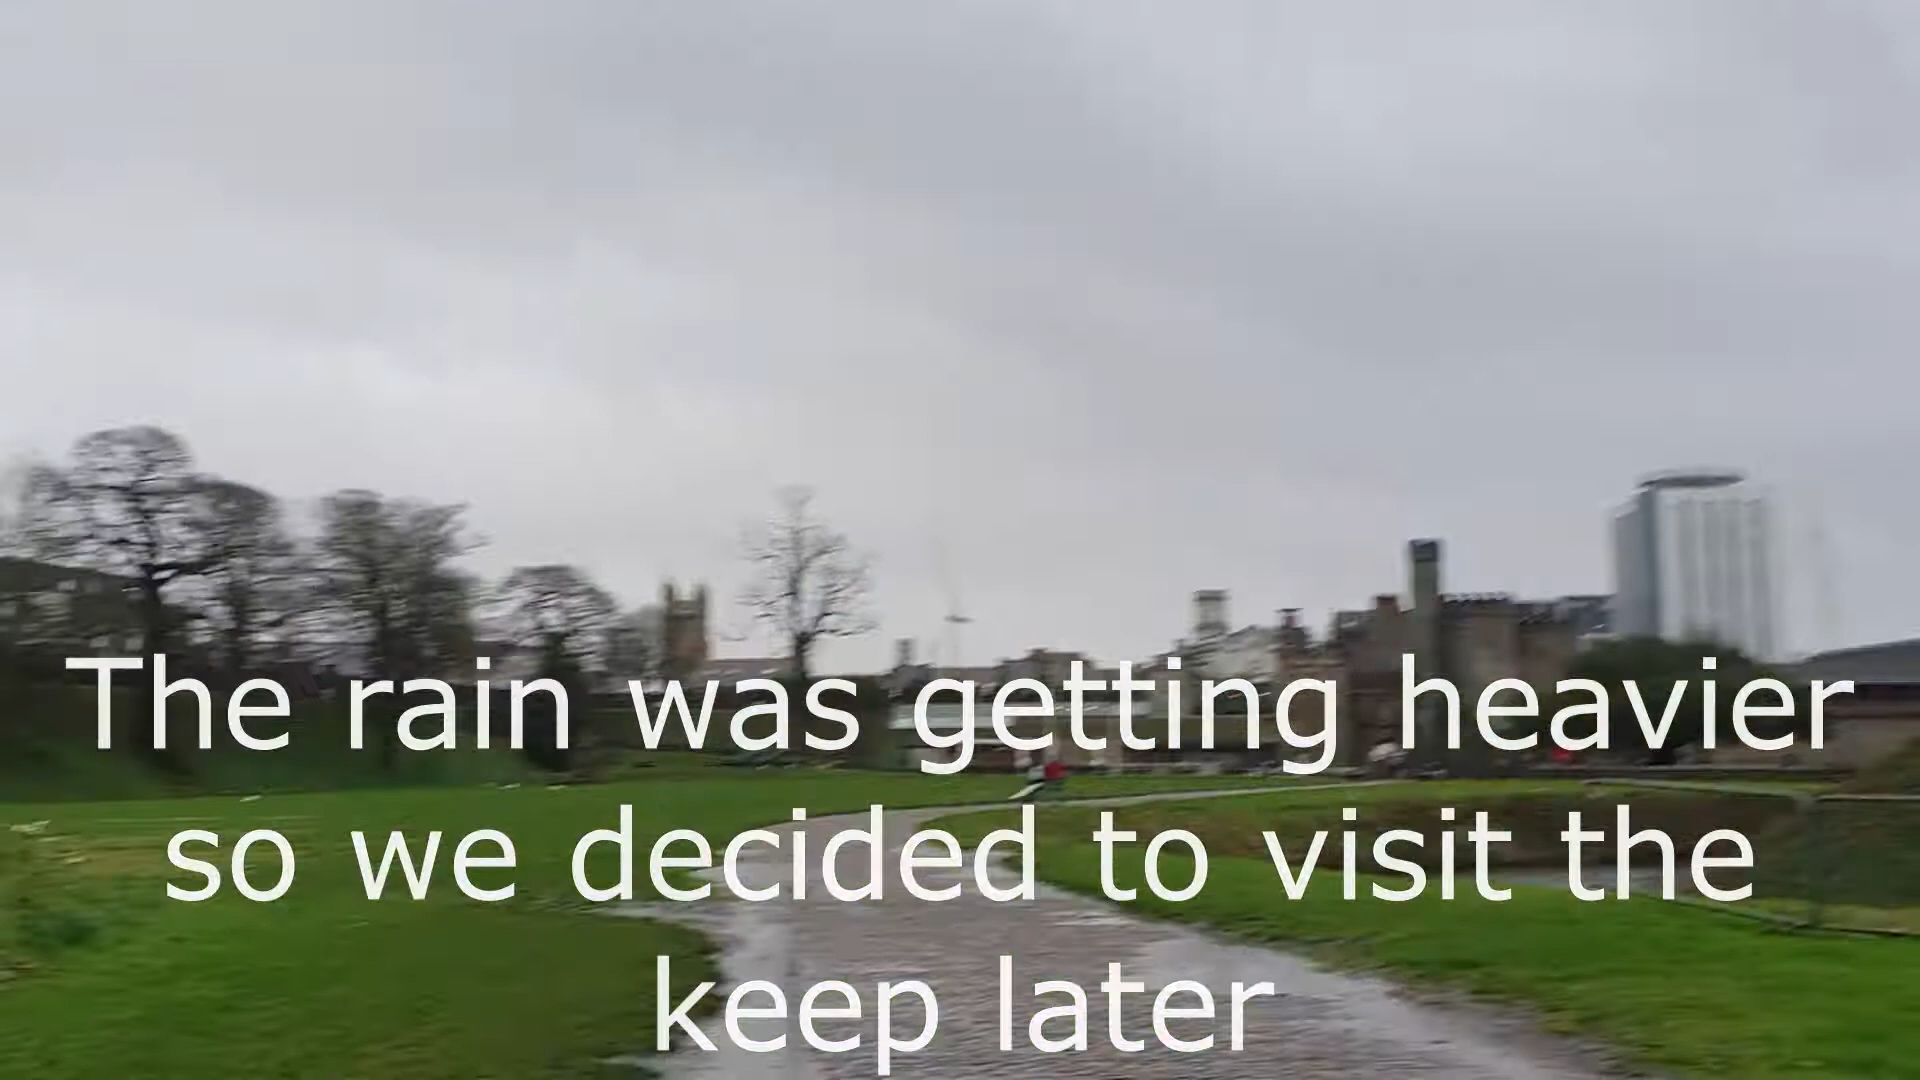 The rain was getting heavier
so we decided to visit the
keep later